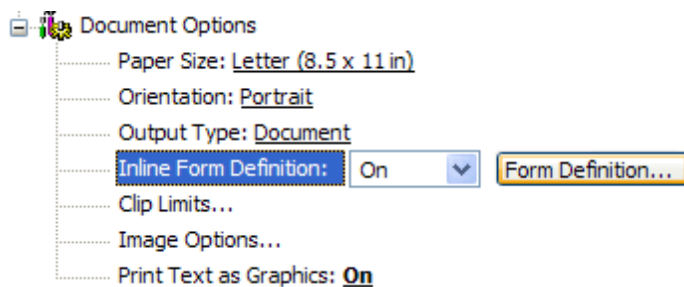 Document Options
Paper Size: Letter (8.5 x 11 in)
Orientation: Portrait
Output Type: Document
Inline Form Definition: On Form Definition...
Clip Limits...
Image Options...
Print Text as Graphics: On